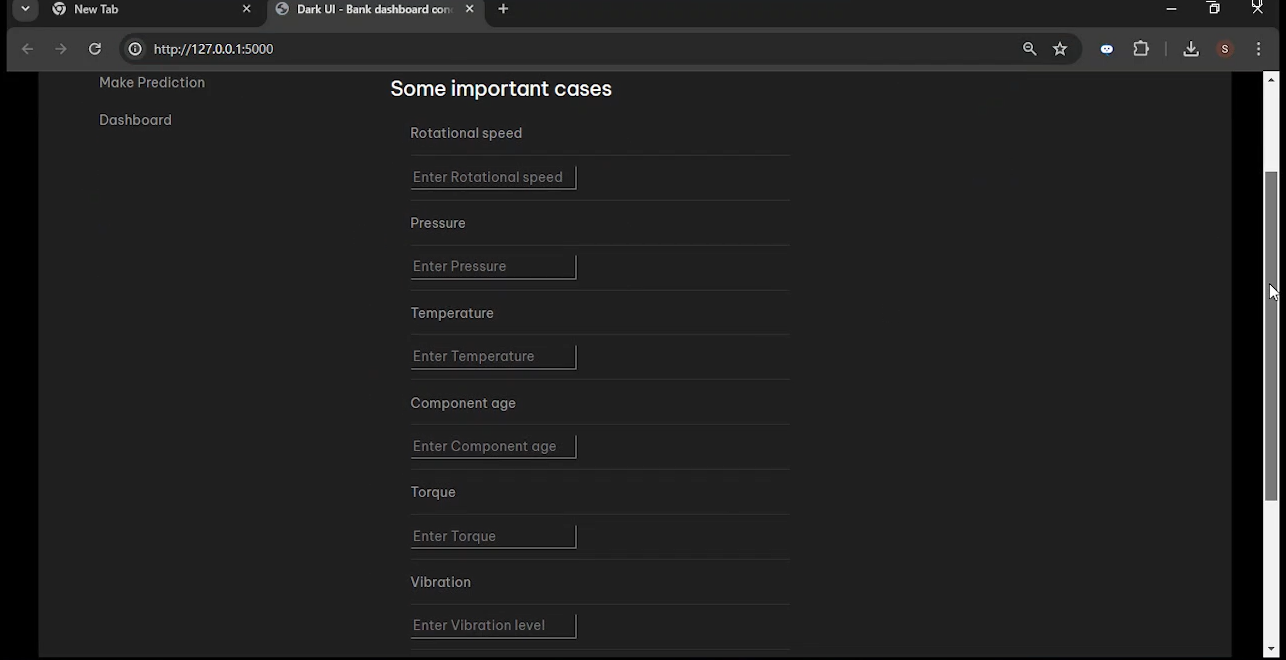 New Tab
Dark UI - Bank dashboard con
http://127.0.0.1:5000
S
Make Prediction
Dashboard
Some important cases
Rotational speed
Enter Rotational speed
Pressure
Enter Pressure
Temperature
Enter Temperature
Component age
Enter Component age
Torque
Enter Torque
Vibration
Enter Vibration level